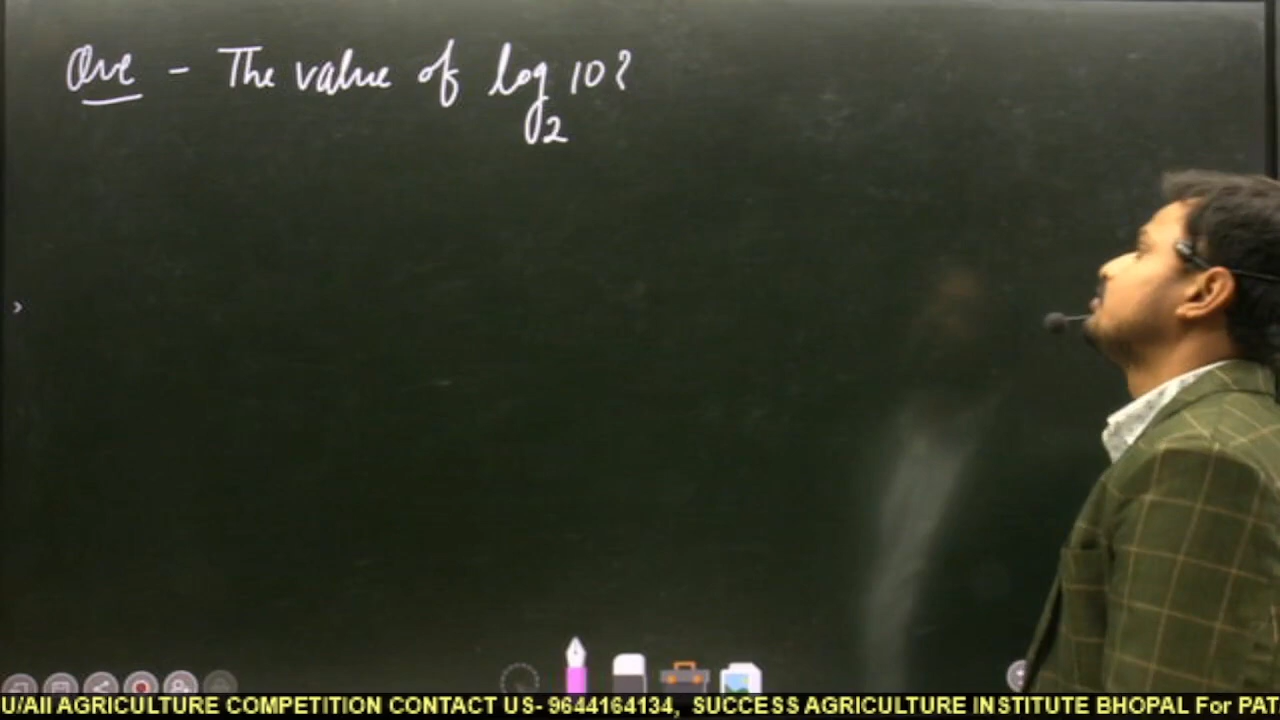 Que - The value of log₂ 10?
U/All AGRICULTURE COMPETITION CONTACT US- 9644164134, SUCCESS AGRICULTURE INSTITUTE BHOPAL For PAT